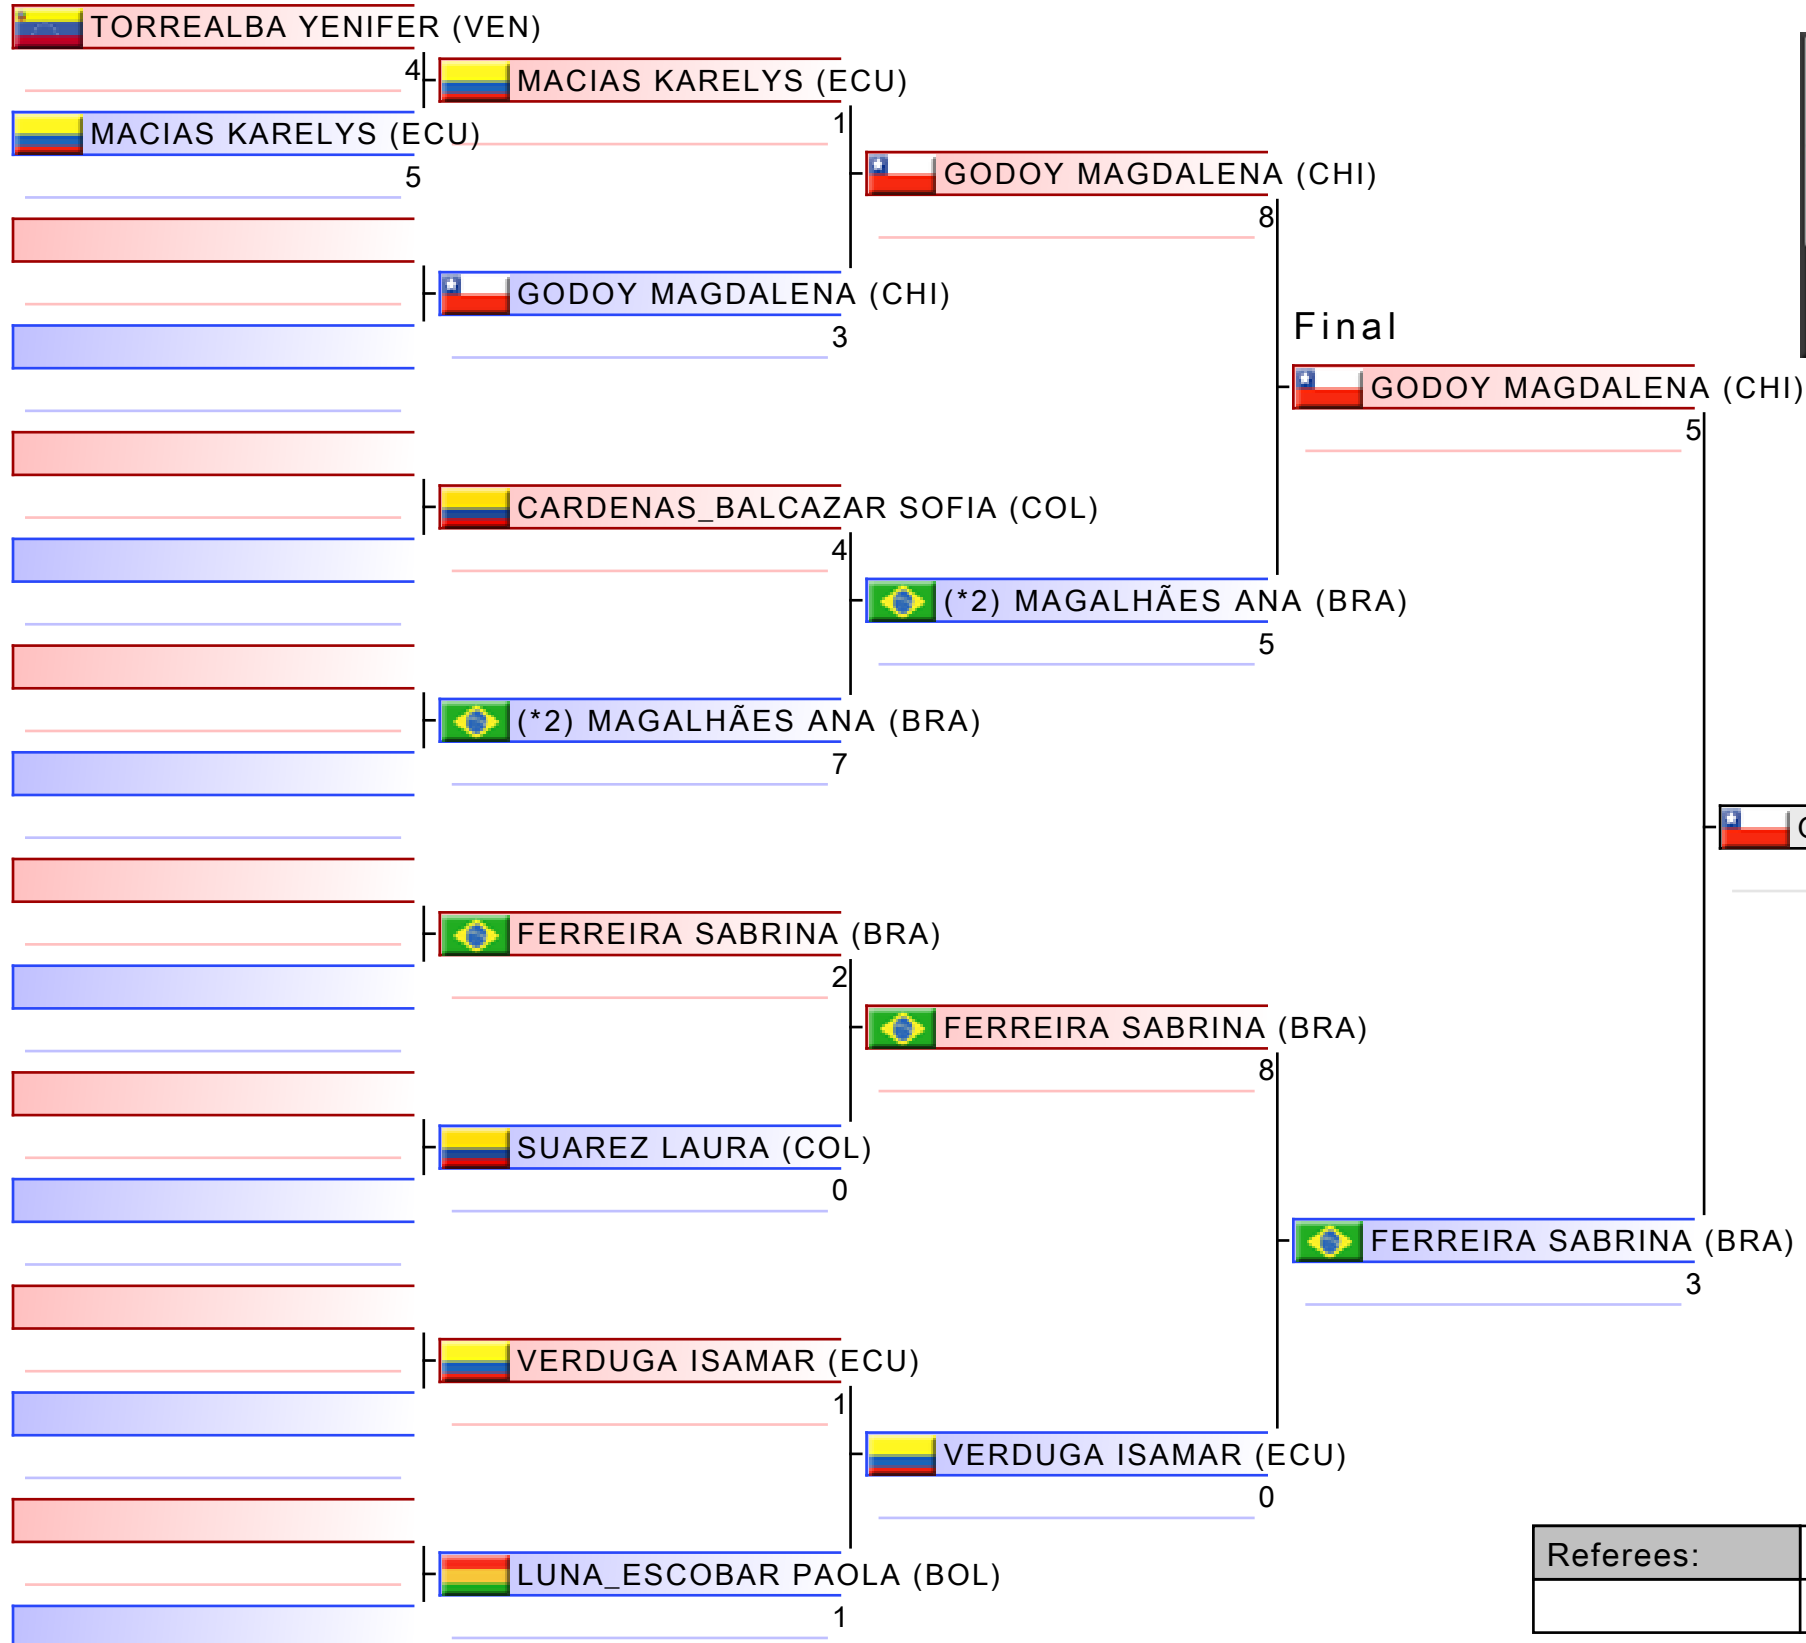 TORREALBA YENIFER (VEN)
4
MACIAS KARELYS (ECU)
5
MACIAS KARELYS (ECU)
1
GODOY MAGDALENA (CHI)
3
CARDENAS_BALCAZAR SOFIA (COL)
4
(*2) MAGALHÃES ANA (BRA)
7
FERREIRA SABRINA (BRA)
2
SUAREZ LAURA (COL)
0
VERDUGA ISAMAR (ECU)
1
LUNA_ESCOBAR PAOLA (BOL)
1
GODOY MAGDALENA (CHI)
8
(*2) MAGALHÃES ANA (BRA)
5
FERREIRA SABRINA (BRA)
8
VERDUGA ISAMAR (ECU)
0
Final
GODOY MAGDALENA (CHI)
5
FERREIRA SABRINA (BRA)
3
Referees: